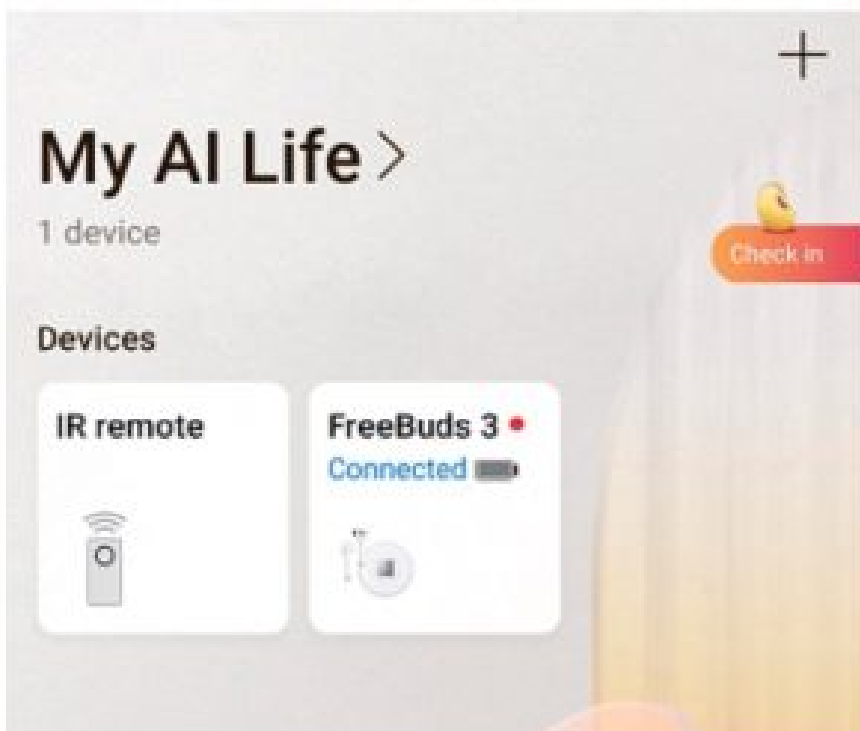 My AI Life >
1 device
Check in
Devices
IR remote
FreeBuds 3
Connected